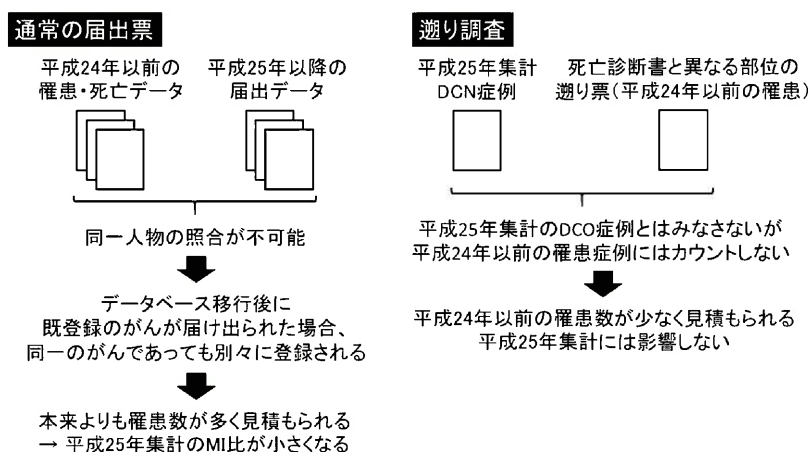 通常の届出票
平成24年以前の
罹患・死亡データ
平成25年以降の
届出データ
同一人物の照合が不可能
データベース移行後に
既登録のがんが届け出られた場合、
同一のがんであっても別々に登録される
本来よりも罹患数が多く見積もられる
→ 平成25年集計のMI比が小さくなる
遡り調査
平成25年集計
DCN症例
死亡診断書と異なる部位の
遡り票(平成24年以前の罹患)
平成25年集計のDCO症例とはみなさないが
平成24年以前の罹患症例にはカウントしない
平成24年以前の罹患数が少なく見積もられる
平成25年集計には影響しない